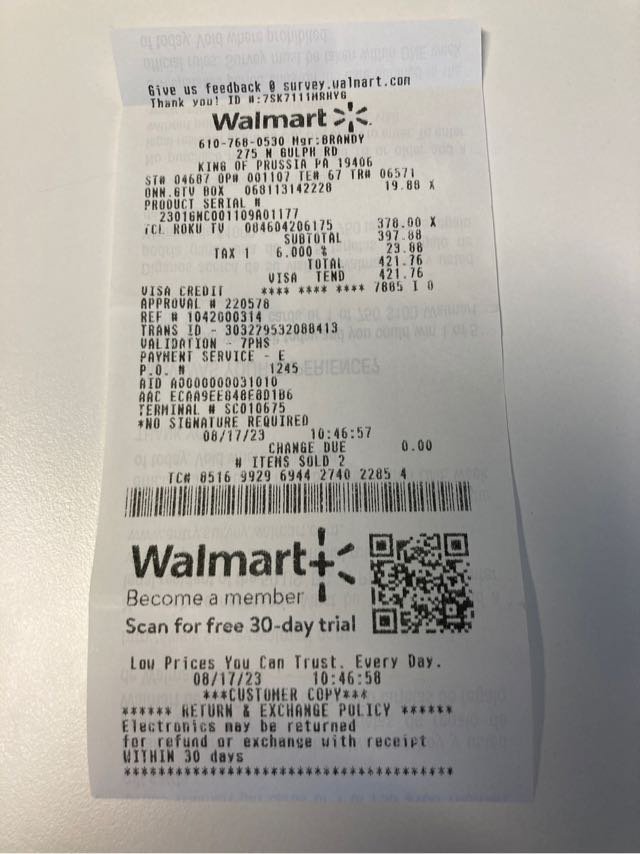 Give us feedback @ survey.walmart.com
Thank you! ID #:7SK7111HRHYG
Walmart
610-768-0530 Mgr:BRANDY
275 N GULPH RD
KING OF PRUSSIA PA 19406
ST# 04687 OP# 001107 TE# 67 TR# 06571
ONN.GTV BOX 068113142228 19.88 X
PRODUCT SERIAL #
2301GNC001109A01177
TCL ROKU TV 084604206175 378.00 X
SUBTOTAL 397.88
TAX 1 6.000 % 23.88
TOTAL 421.76
VISA TEND 421.76
VISA CREDIT **** **** **** 7885 I 0
APPROVAL # 220578
REF # 1042000314
TRANS ID - 303229532088413
VALIDATION - 7PHS
PAYMENT SERVICE - E
P.O. # 1245
AID A0000000031010
AAC ECAA9EE848E8D1B6
TERMINAL # SC010675
*NO SIGNATURE REQUIRED
08/17/23 10:46:57
CHANGE DUE 0.00
# ITEMS SOLD 2
TC# 8516 9929 6944 2740 2285 4
Walmart+
Become a member
Scan for free 30-day trial
Low Prices You Can Trust. Every Day.
08/17/23 10:46:58
***CUSTOMER COPY***
****** RETURN & EXCHANGE POLICY ******
Electronics may be returned
for refund or exchange with receipt
WITHIN 30 days
****************************************